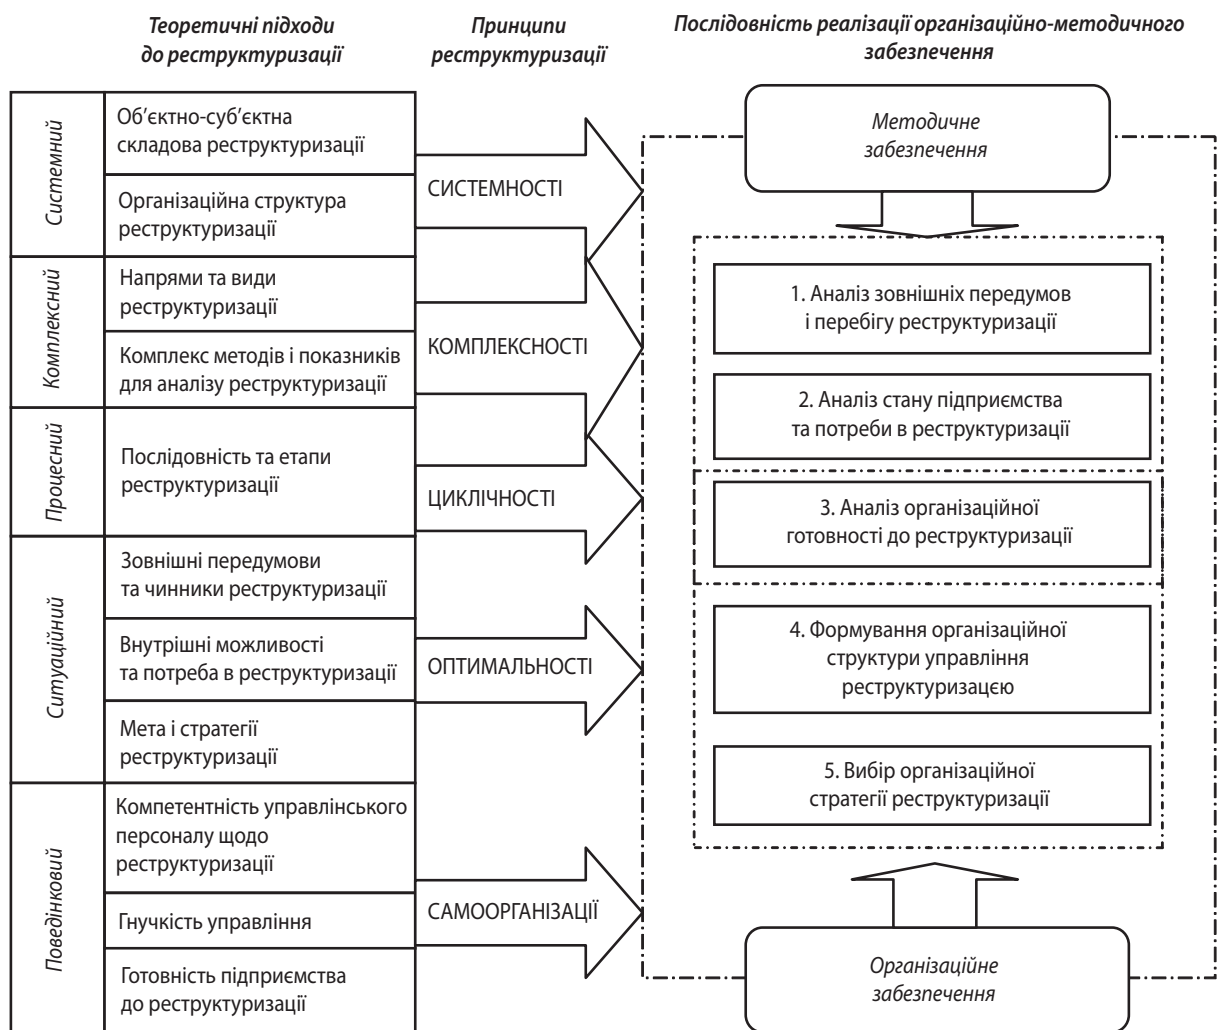 Теоретичні підходи
до реструктуризації
Принципи
реструктуризації
Послідовність реалізації організаційно-методичного
забезпечення
Системний
Об’єктно-суб’єктна
складова реструктуризації
Організаційна структура
реструктуризації
Комплексний
Напрями та види
реструктуризації
Комплекс методів і показників
для аналізу реструктуризації
Процесний
Послідовність та етапи
реструктуризації
Ситуаційний
Зовнішні передумови
та чинники реструктуризації
Внутрішні можливості
та потреба в реструктуризації
Мета і стратегії
реструктуризації
Поведінковий
Компетентність управлінського
персоналу щодо
реструктуризації
Гнучкість управління
Готовність підприємства
до реструктуризації
СИСТЕМНОСТІ
КОМПЛЕКСНОСТІ
ЦИКЛІЧНОСТІ
ОПТИМАЛЬНОСТІ
САМООРГАНІЗАЦІЇ
Методичне
забезпечення
1. Аналіз зовнішніх передумов
і перебігу реструктуризації
2. Аналіз стану підприємства
та потреби в реструктуризації
3. Аналіз організаційної
готовності до реструктуризації
4. Формування організаційної
структури управління
реструктуризацєю
5. Вибір організаційної
стратегії реструктуризації
Організаційне
забезпечення